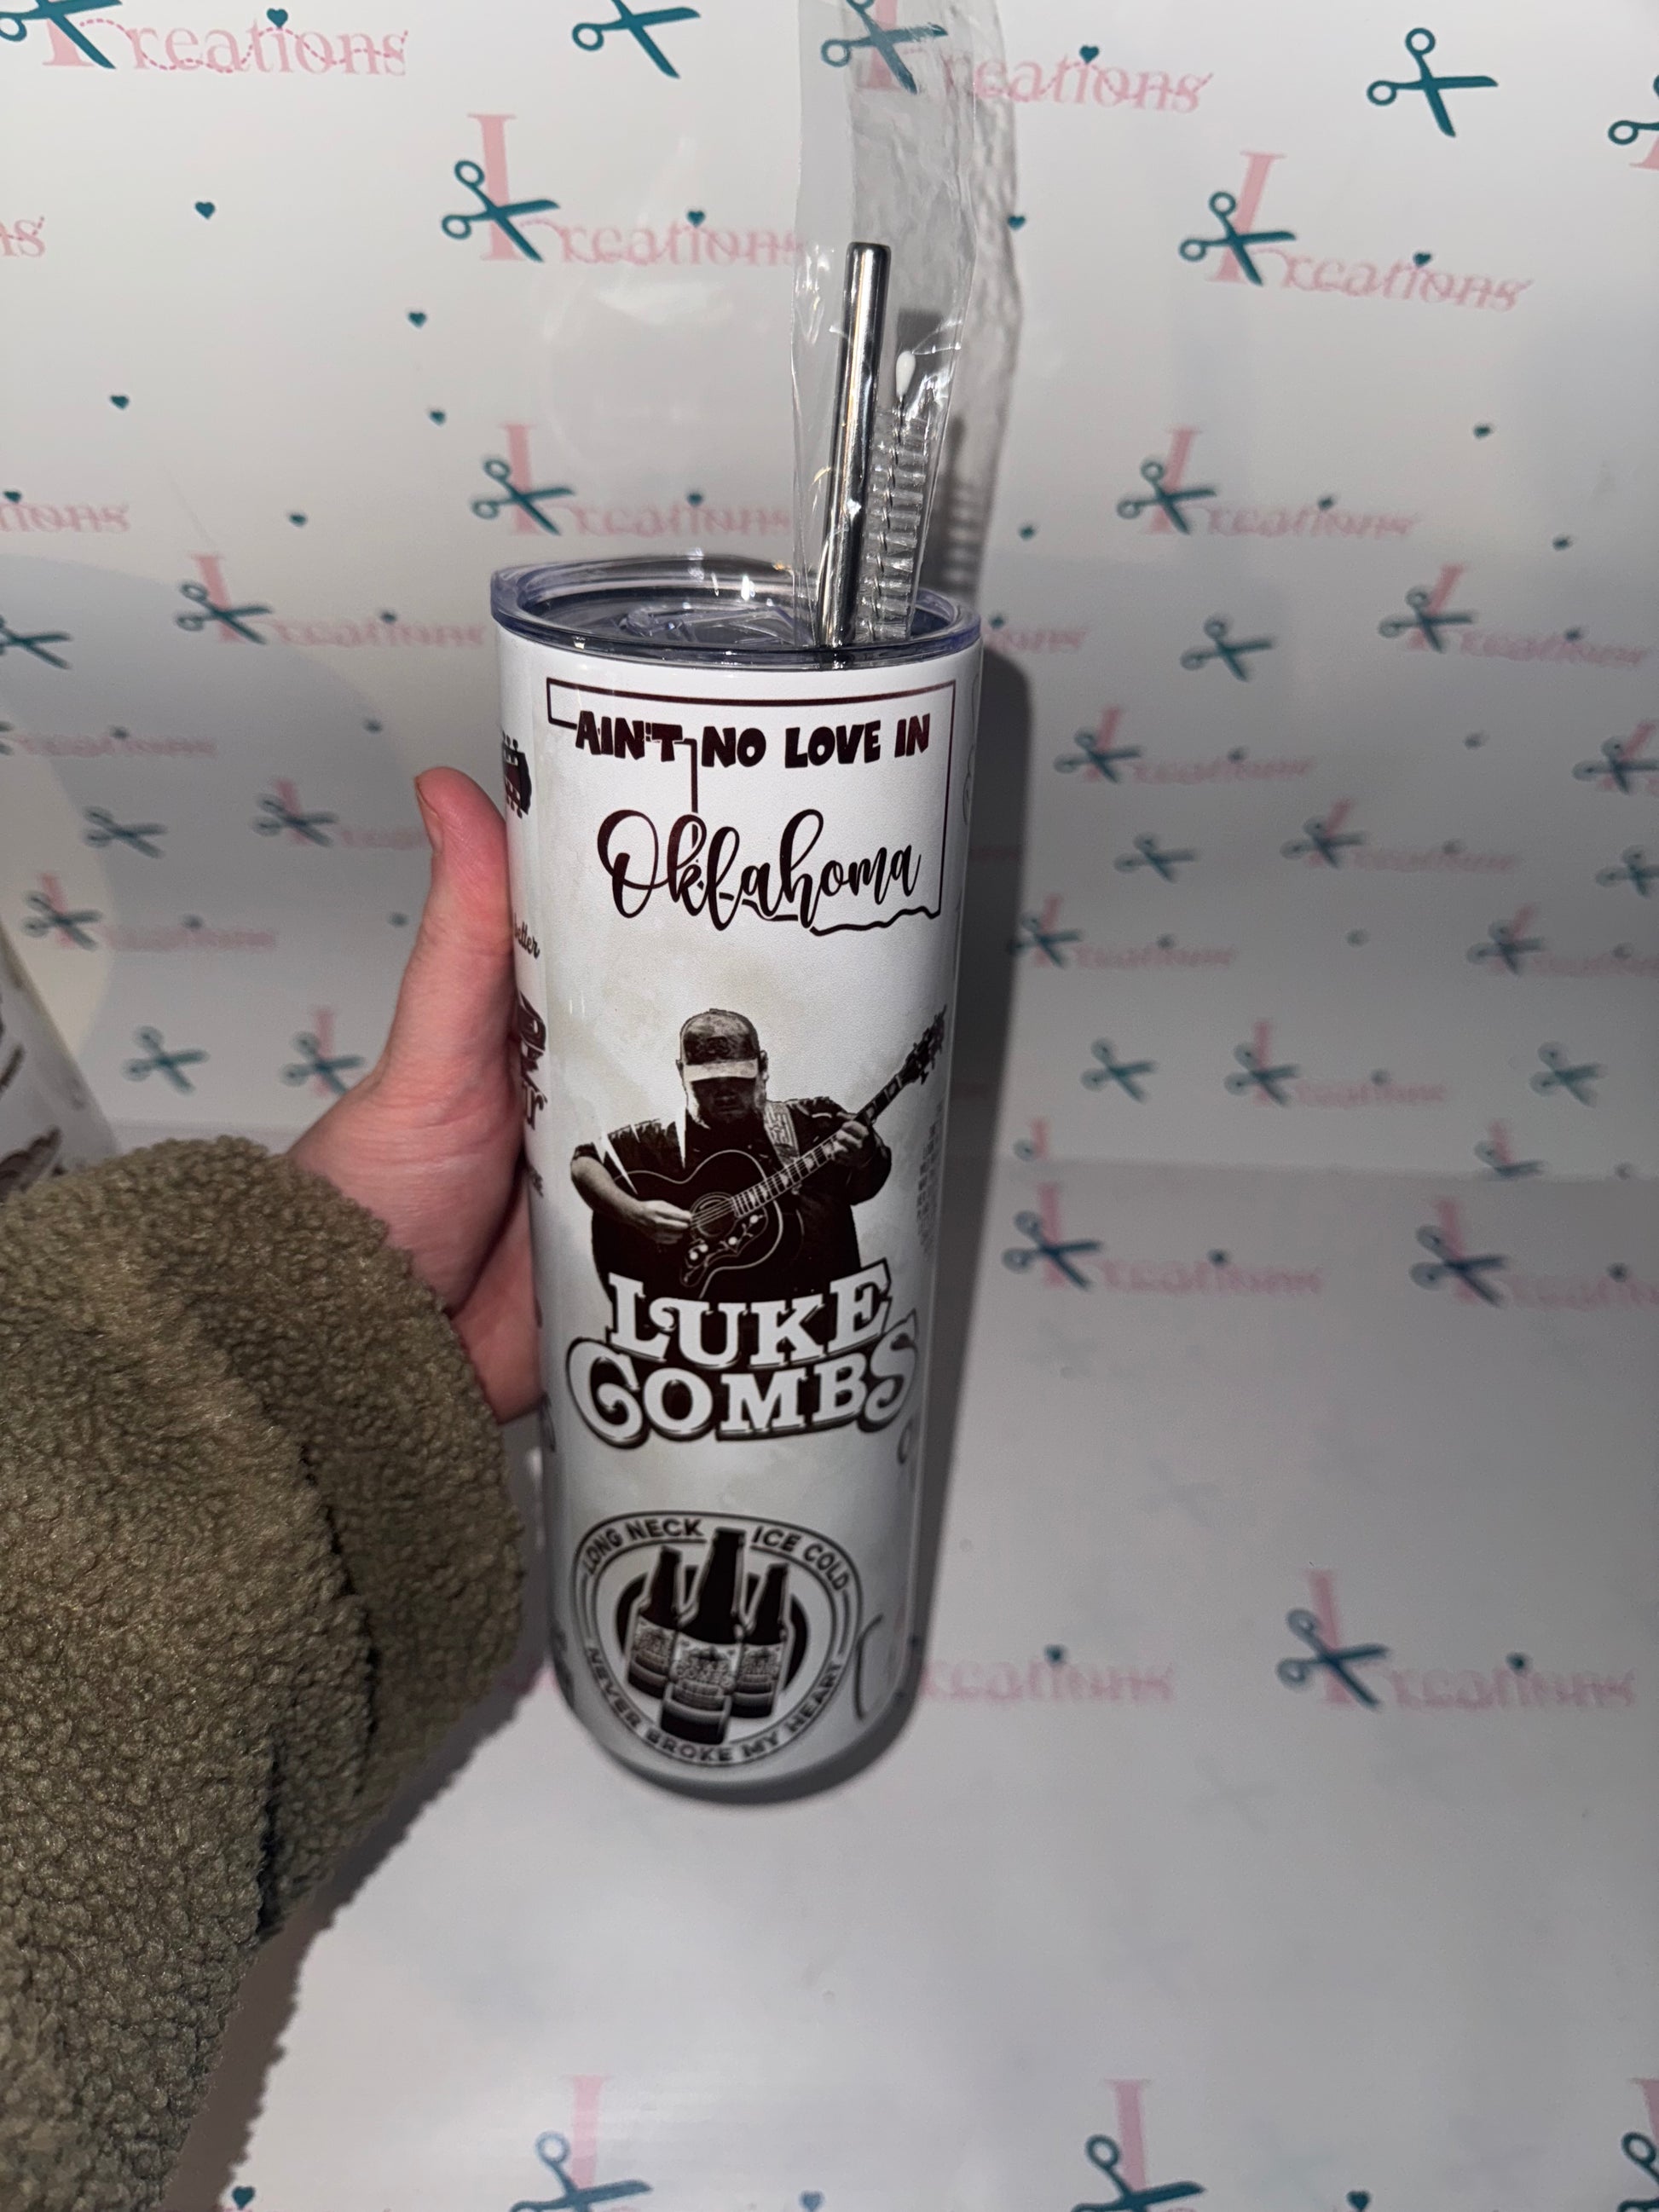 AIN'T NO LOVE IN
Oklahoma
LUKE
COMBS
LONG NECK ICE COLD
NEVER BROKE MY HEART
Kreations